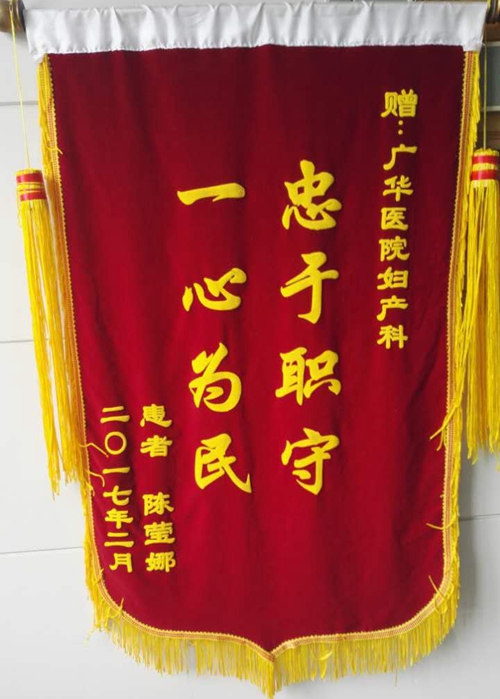 赠:广华医院妇产科
忠于职守
一心为民
患者 陈莹娜
二〇一七年二月